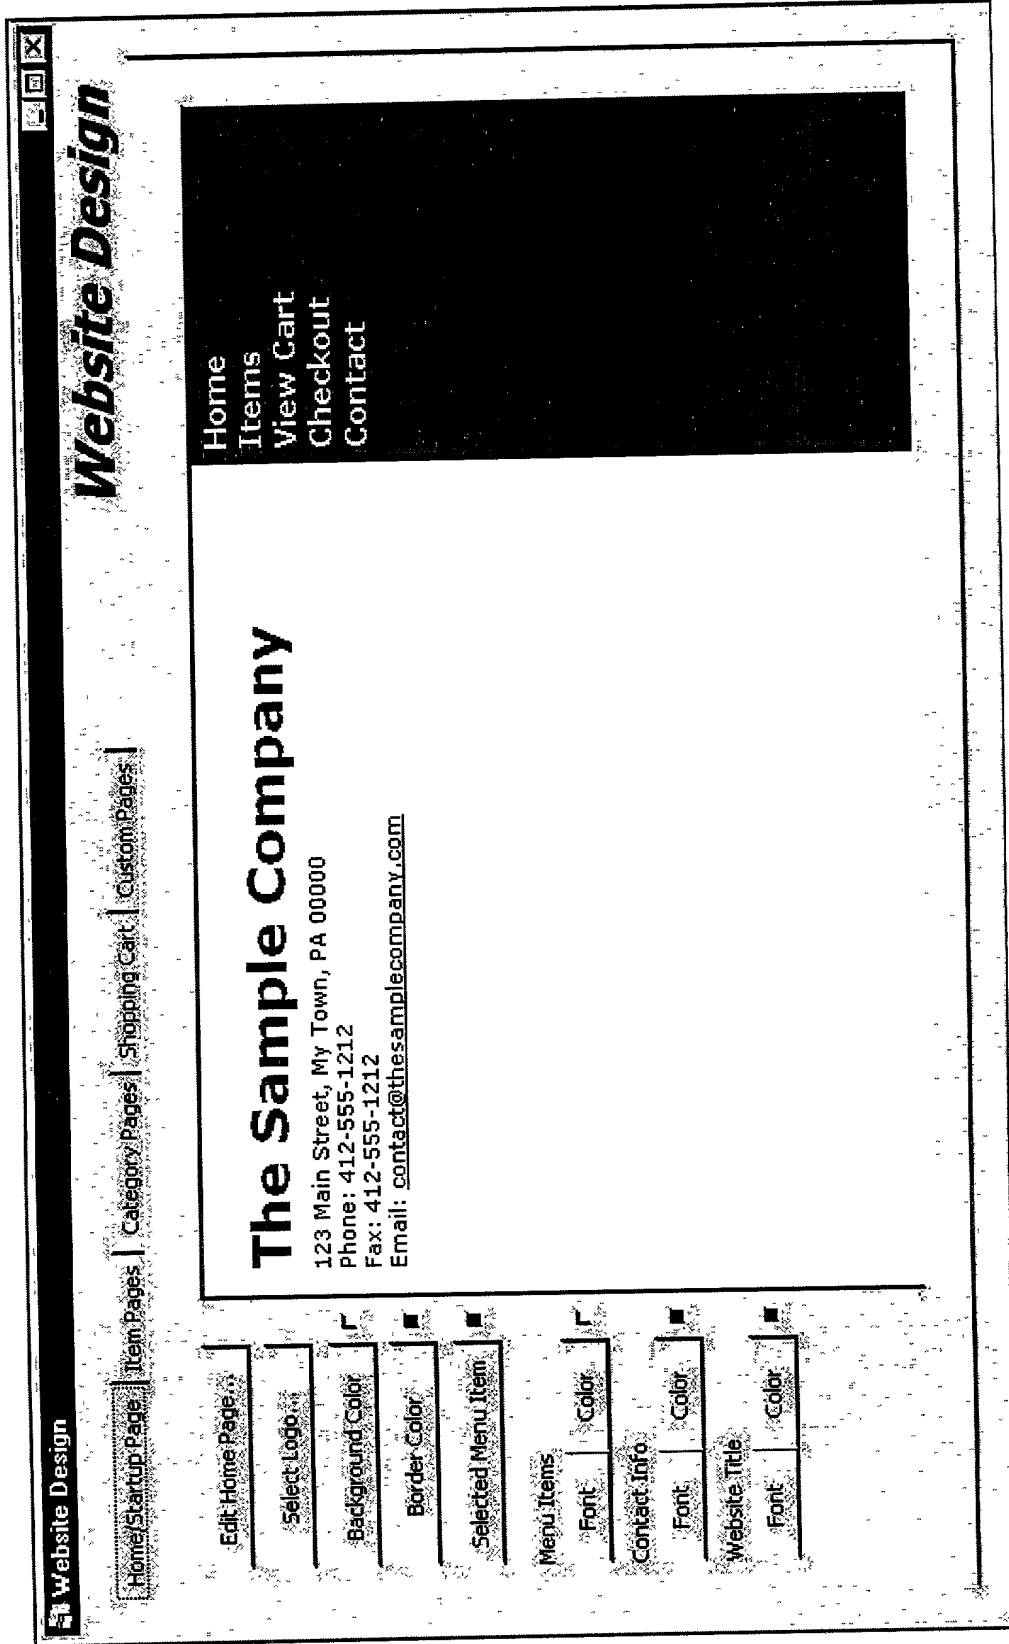 Website Design
Website Design
Home/Startup Page Item Pages Category Pages Shopping Cart Custom Pages
Edit Home Page...
Select Logo...
Background Color
Border Color
Selected Menu Item
Menu Items
Font Color
Contact Info.
Font Color
Website Title
Font Color
The Sample Company
123 Main Street, My Town, PA 00000
Phone: 412-555-1212
Fax: 412-555-1212
Email: contact@thesamplecompany.com
Home
Items
View Cart
Checkout
Contact